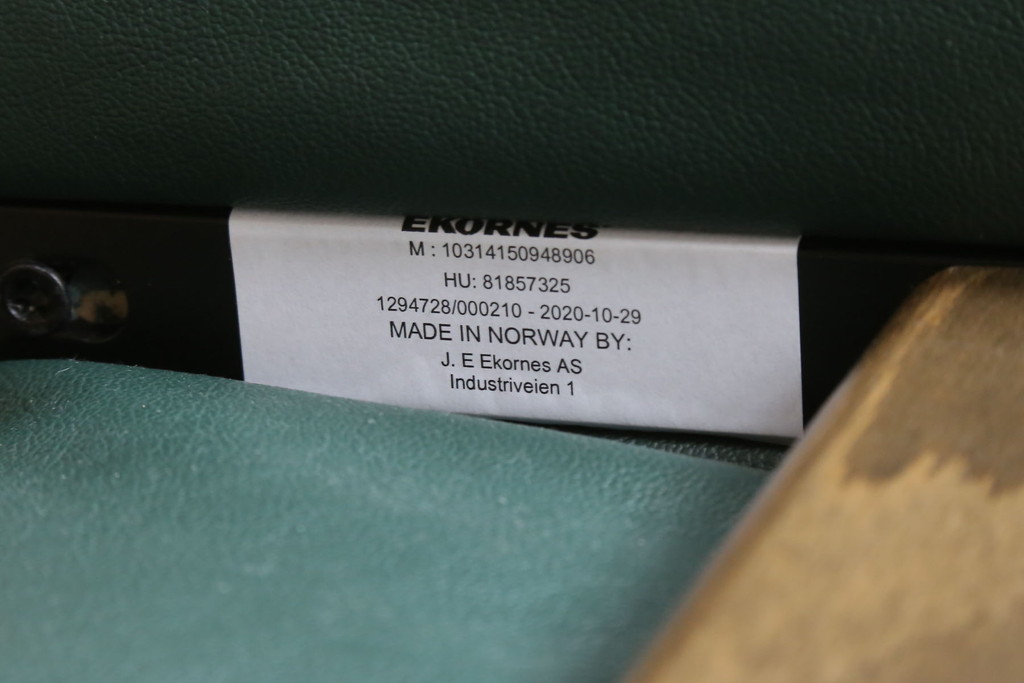 EKORNES
M : 10314150948906
HU: 81857325
1294728/000210 - 2020-10-29
MADE IN NORWAY BY:
J. E Ekornes AS
Industriveien 1